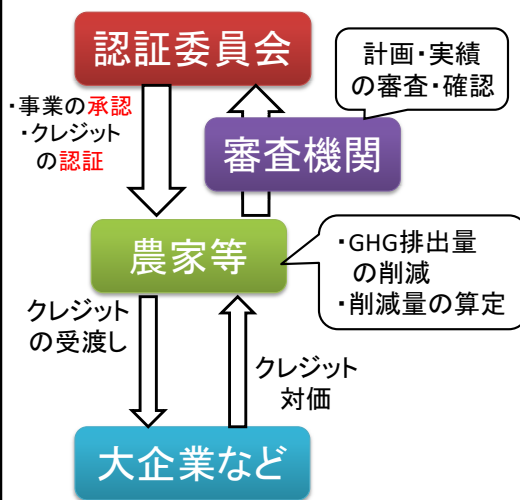 認証委員会
計画・実績
の審査・確認
・事業の承認
・クレジット
の認証
審査機関
農家等
・GHG排出量
の削減
・削減量の算定
クレジット
の受渡し
クレジット
対価
大企業など